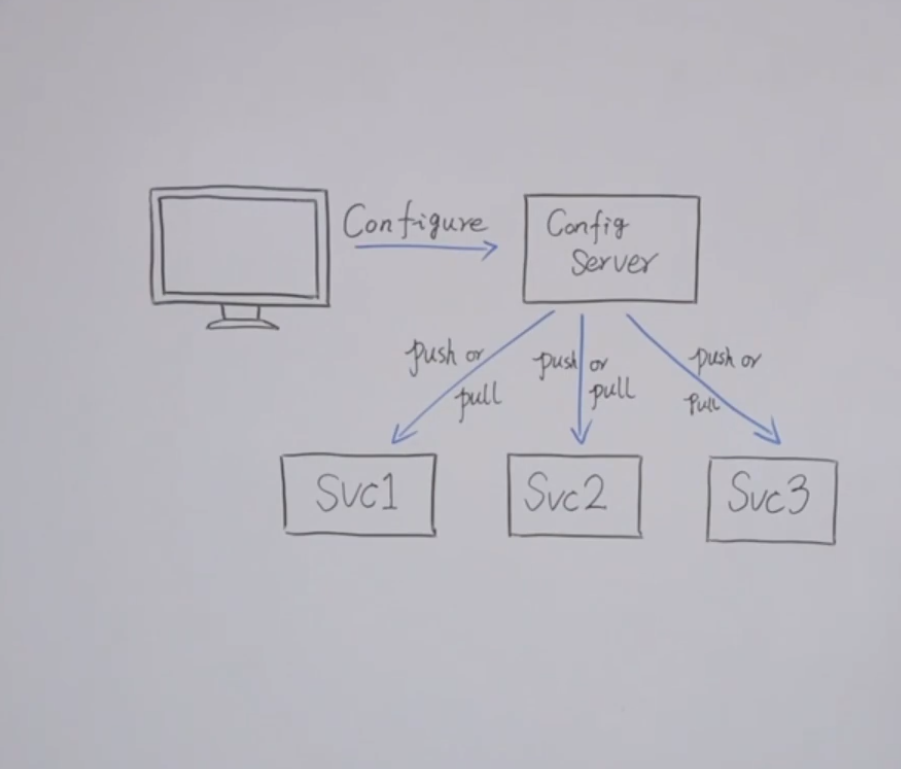 Configure
Config
Server
push or
pull
push or
pull
push or
Pull
Svc1
Svc2
Svc3